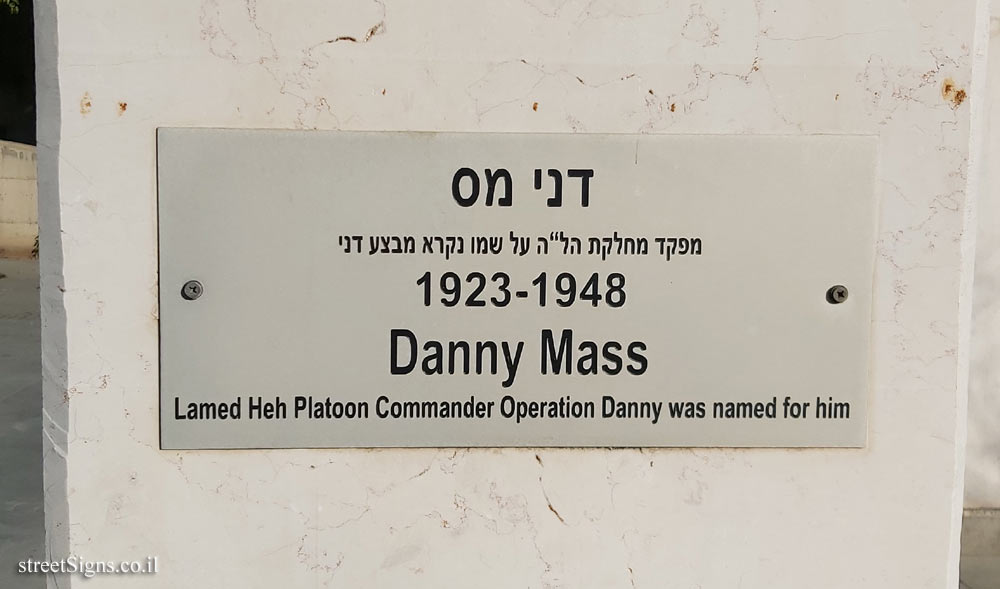 דני מס
מפקד מחלקת הל"ה על שמו נקרא מבצע דני
1923-1948
Danny Mass
Lamed Heh Platoon Commander Operation Danny was named for him
streetSigns.co.il